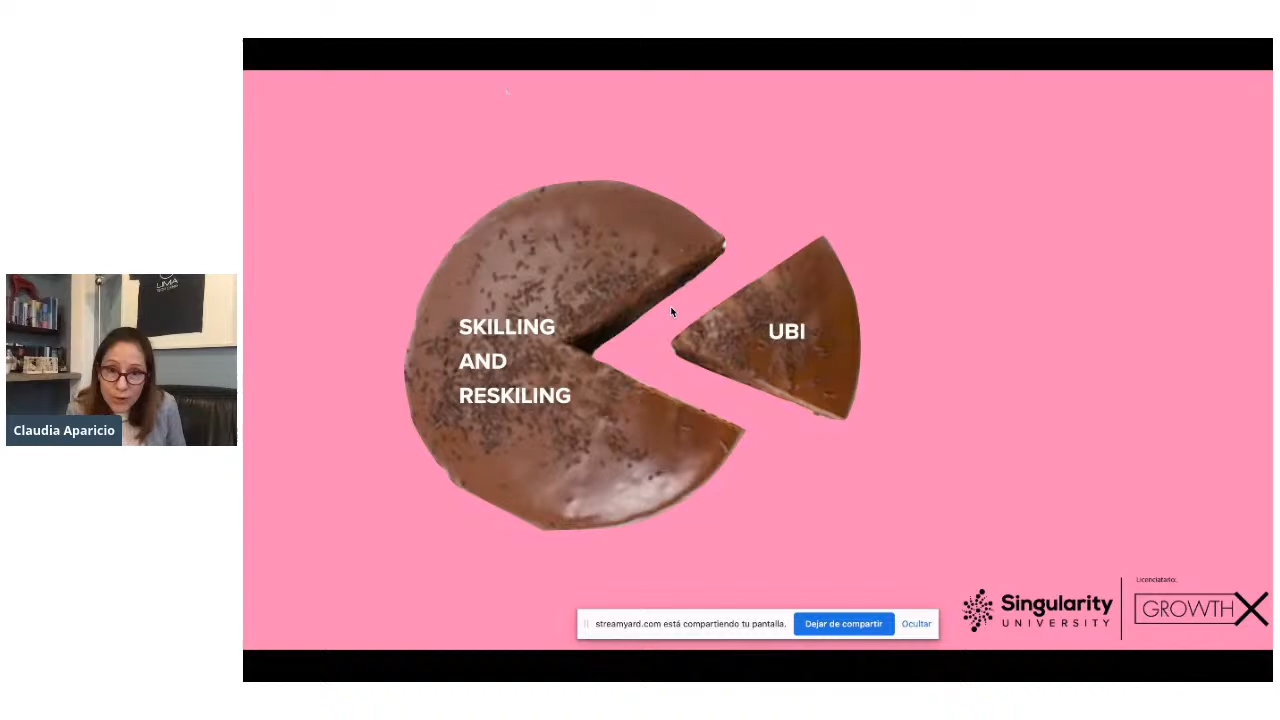 LIMA
Claudia Aparicio
SKILLING
AND
RESKILING
UBI
streamyard.com está compartiendo tu pantalla.
Dejar de compartir
Ocultar
Singularity
UNIVERSITY
Licenciatario:
GROWTHX